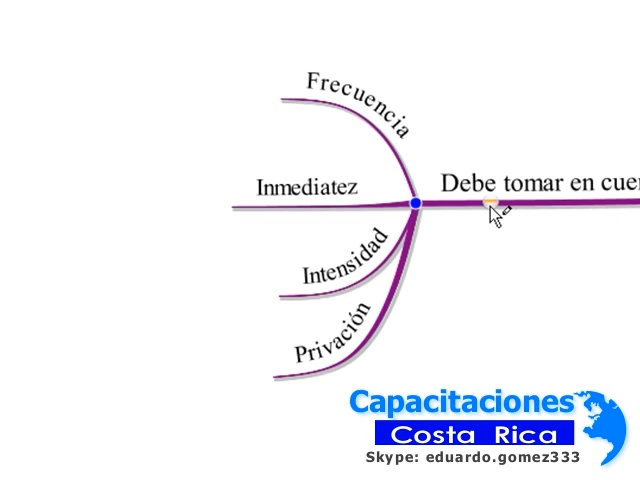 Frecuencia
Inmediatez
Debe tomar en cuen
Intensidad
Privación
Capacitaciones
Costa Rica
Skype: eduardo.gomez333